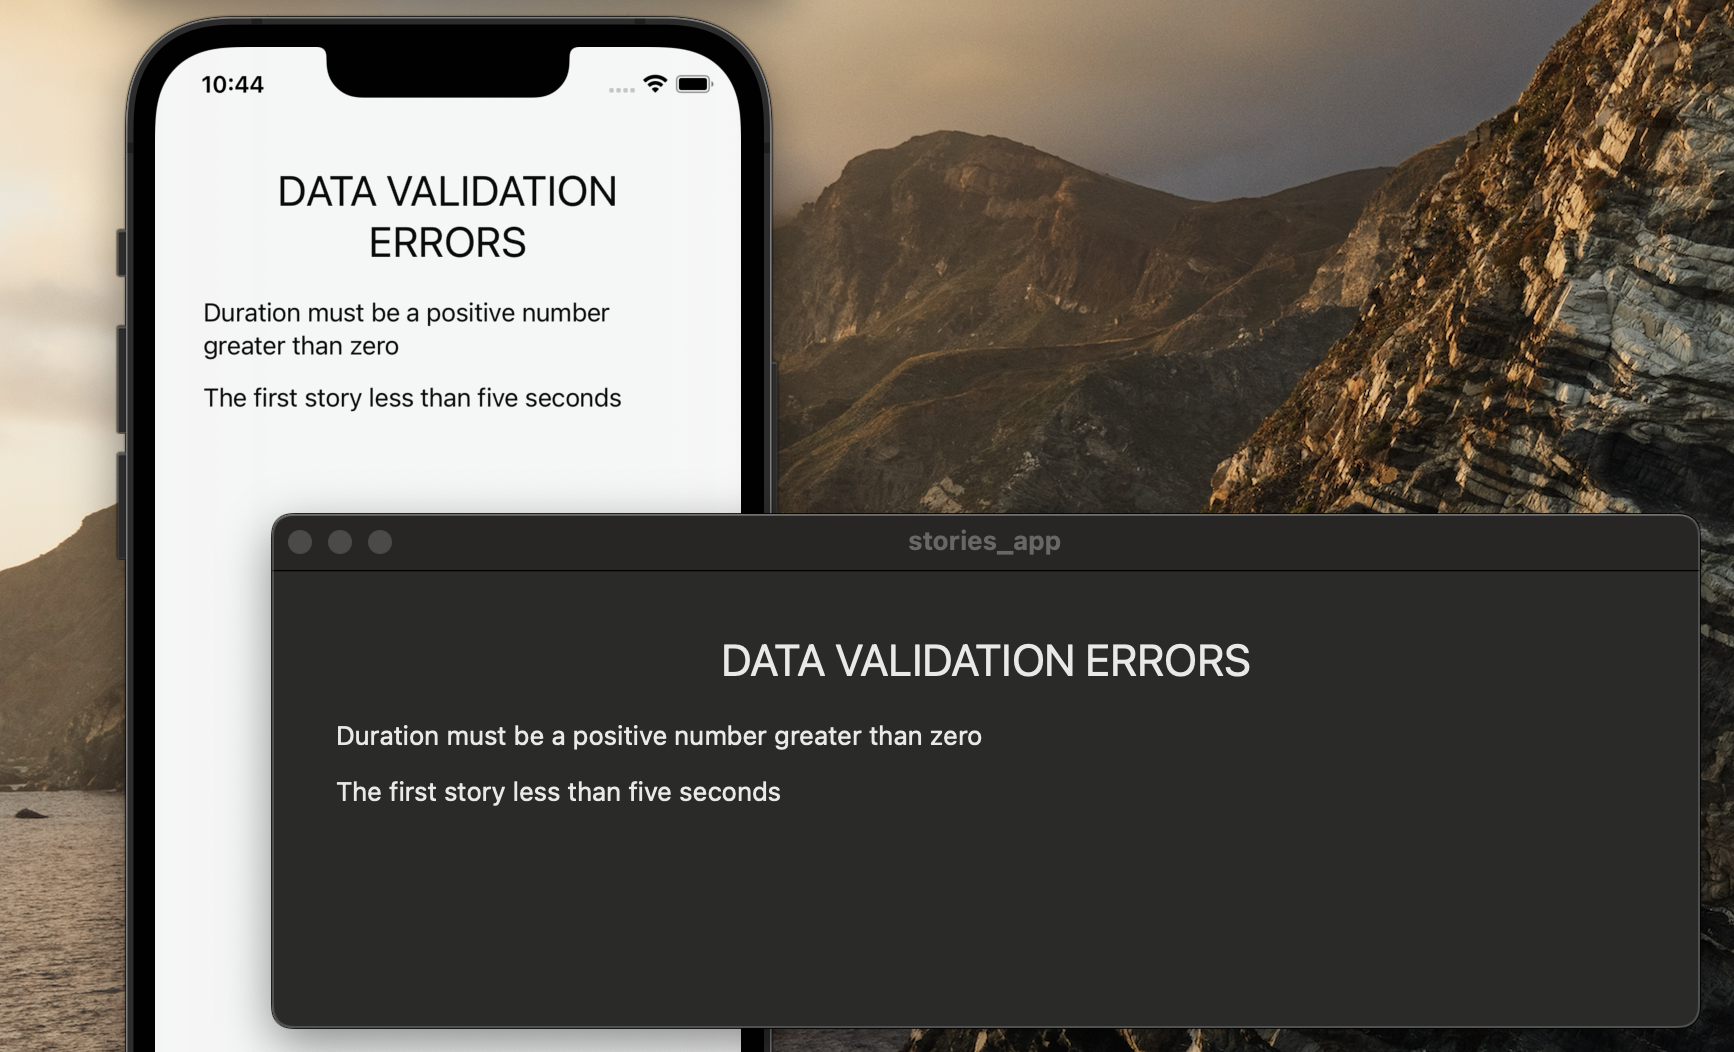 10:44
DATA VALIDATION
ERRORS
Duration must be a positive number
greater than zero
The first story less than five seconds
stories_app
DATA VALIDATION ERRORS
Duration must be a positive number greater than zero
The first story less than five seconds